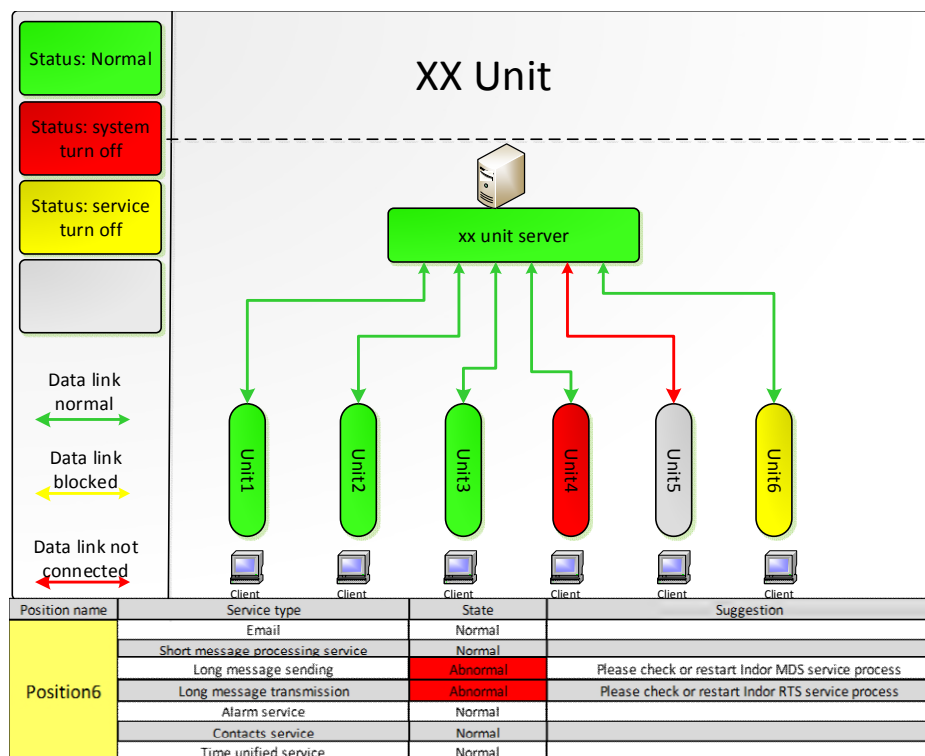 Status: Normal
Status: system
turn off
Status: service
turn off
Data link
normal
Data link
blocked
Data link not
connected
XX Unit
xx unit server
Unit1
Unit2
Unit3
Unit4
Unit5
Unit6
Client
Client
Client
Client
Client
Client
Position name Service type State Suggestion
Position6
Email Normal
Short message processing service Normal
Long message sending Abnormal Please check or restart Indor MDS service process
Long message transmission Abnormal Please check or restart Indor RTS service process
Alarm service Normal
Contacts service Normal
Time unified service Normal